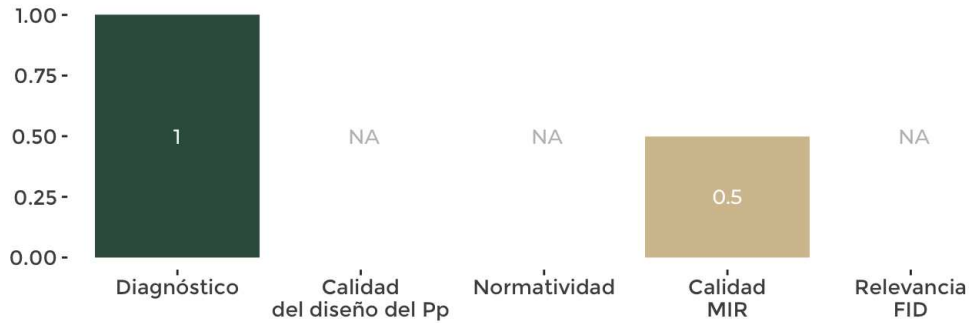 1.00
0.75
0.50
0.25
0.00
1
NA
NA
0.5
NA
Diagnóstico
Calidad
del diseño del Pp
Normatividad
Calidad
MIR
Relevancia
FID